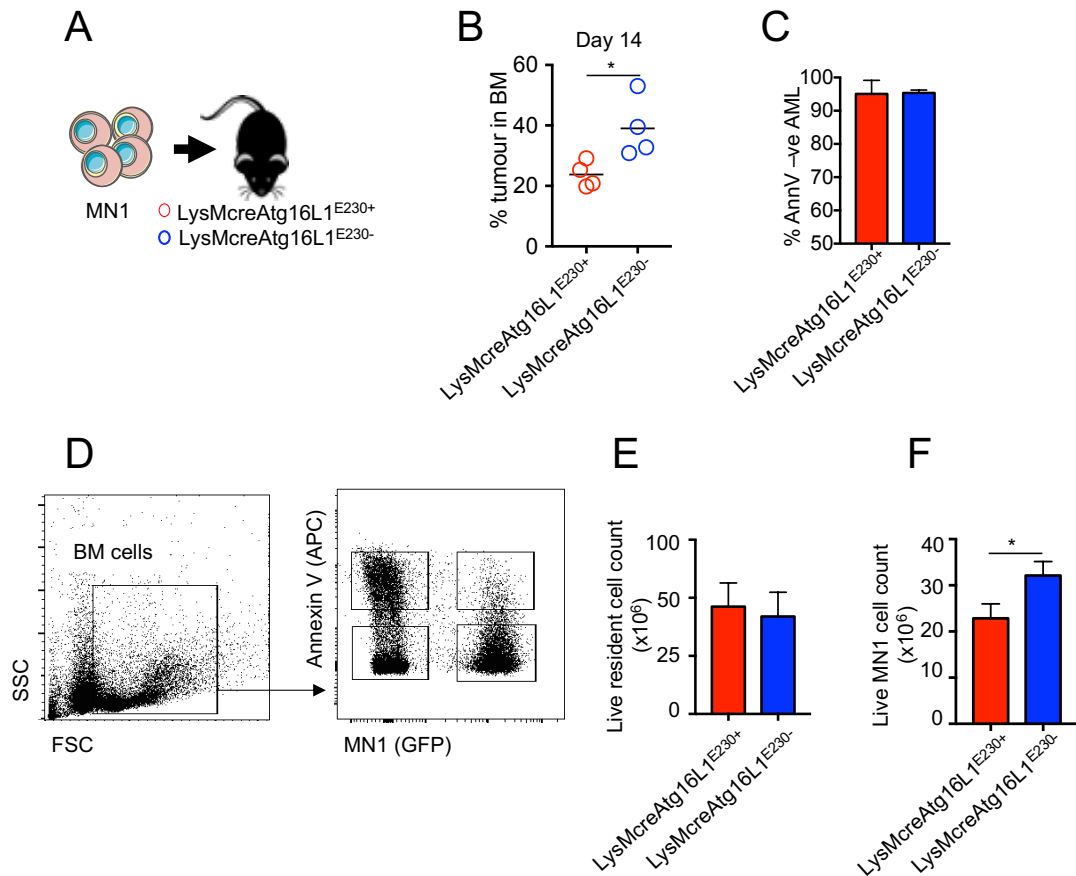 A
MN1
LysMcreAtg16L1E230+
LysMcreAtg16L1E230-
B
Day 14
*
% tumour in BM
60
40
20
0
LysMcreAtg16L1E230+
LysMcreAtg16L1E230-
C
% AnnV –ve AML
100
90
80
70
60
50
LysMcreAtg16L1E230+
LysMcreAtg16L1E230-
D
BM cells
SSC
FSC
Annexin V (APC)
MN1 (GFP)
E
Live resident cell count
(x10⁶)
100
50
0
LysMcreAtg16L1E230+
LysMcreAtg16L1E230-
F
*
Live MN1 cell count
(x10⁶)
40
30
20
10
0
LysMcreAtg16L1E230+
LysMcreAtg16L1E230-